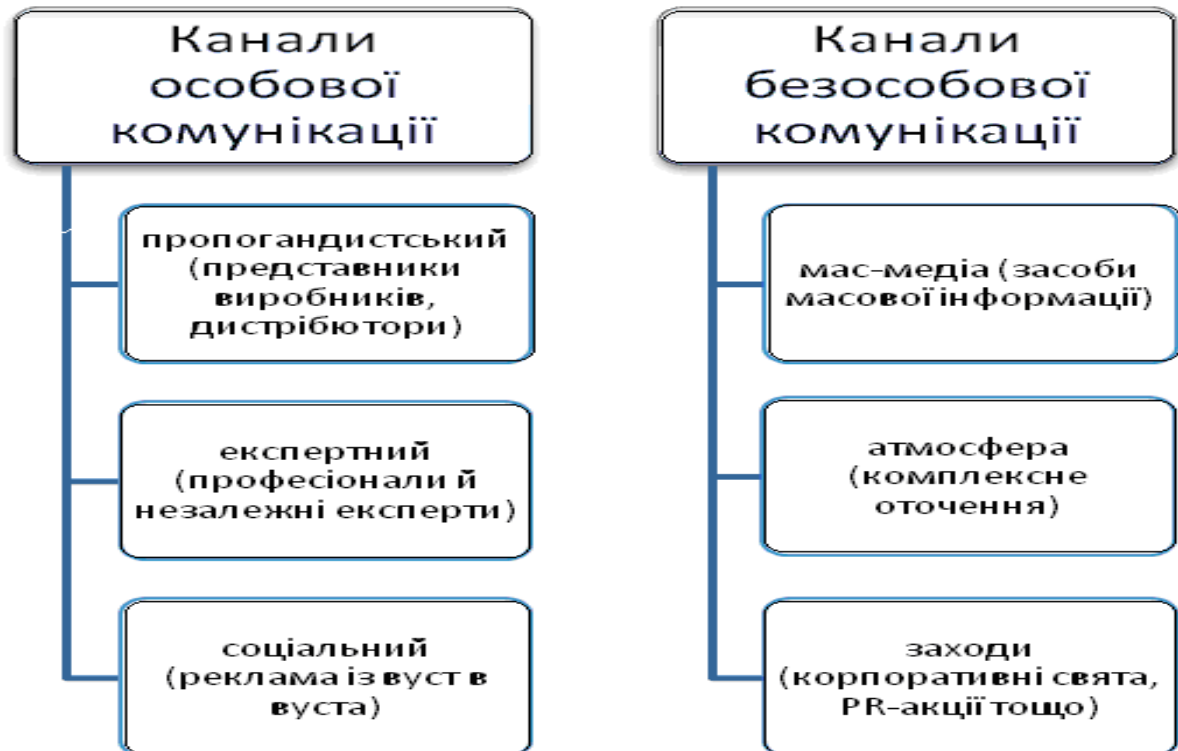 Канали
особової
комунікації
пропогандистський
(представники
виробників,
дистрібютори)
експертний
(професіонали й
незалежні експерти)
соціальний
(реклама із вуст в
вуста)
Канали
безособової
комунікації
мас-медіа (засоби
масової інформації)
атмосфера
(комплексне
оточення)
заходи
(корпоративні свята,
PR-акції тощо)